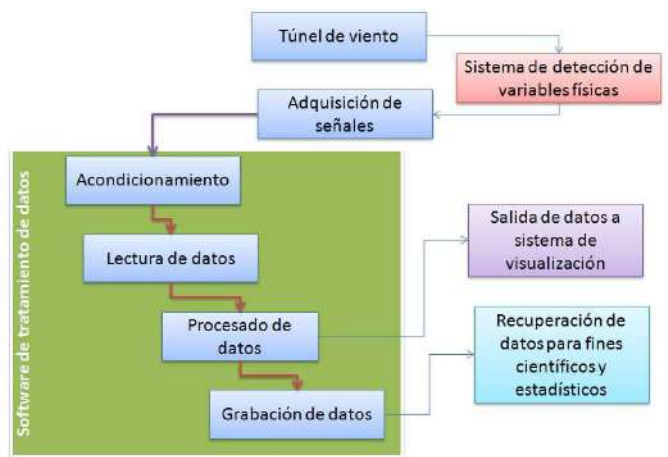 Túnel de viento
Sistema de detección de
variables físicas
Adquisición de
señales
Software de tratamiento de datos
Acondicionamiento
Lectura de datos
Procesado de
datos
Grabación de datos
Salida de datos a
sistema de
visualización
Recuperación de
datos para fines
científicos y
estadísticos